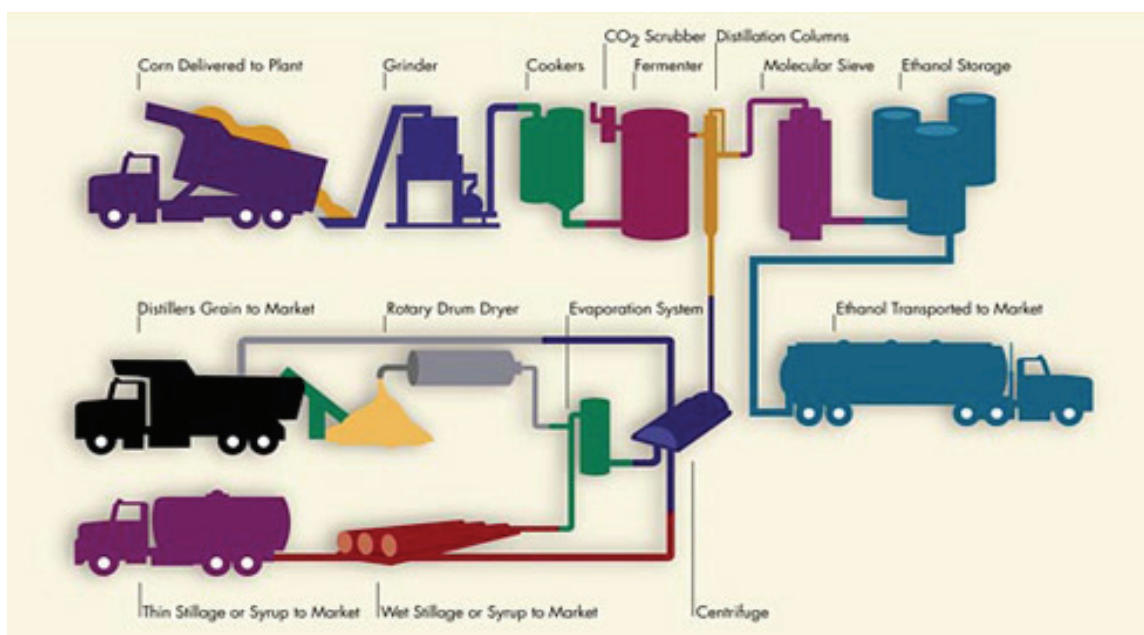 CO2 Scrubber
Distillation Columns
Corn Delivered to Plant
Grinder
Cookers
Fermenter
Molecular Sieve
Ethanol Storage
Distillers Grain to Market
Rotary Drum Dryer
Evaporation System
Ethanol Transported to Market
Thin Stillage or Syrup to Market
Wet Stillage or Syrup to Market
Centrifuge